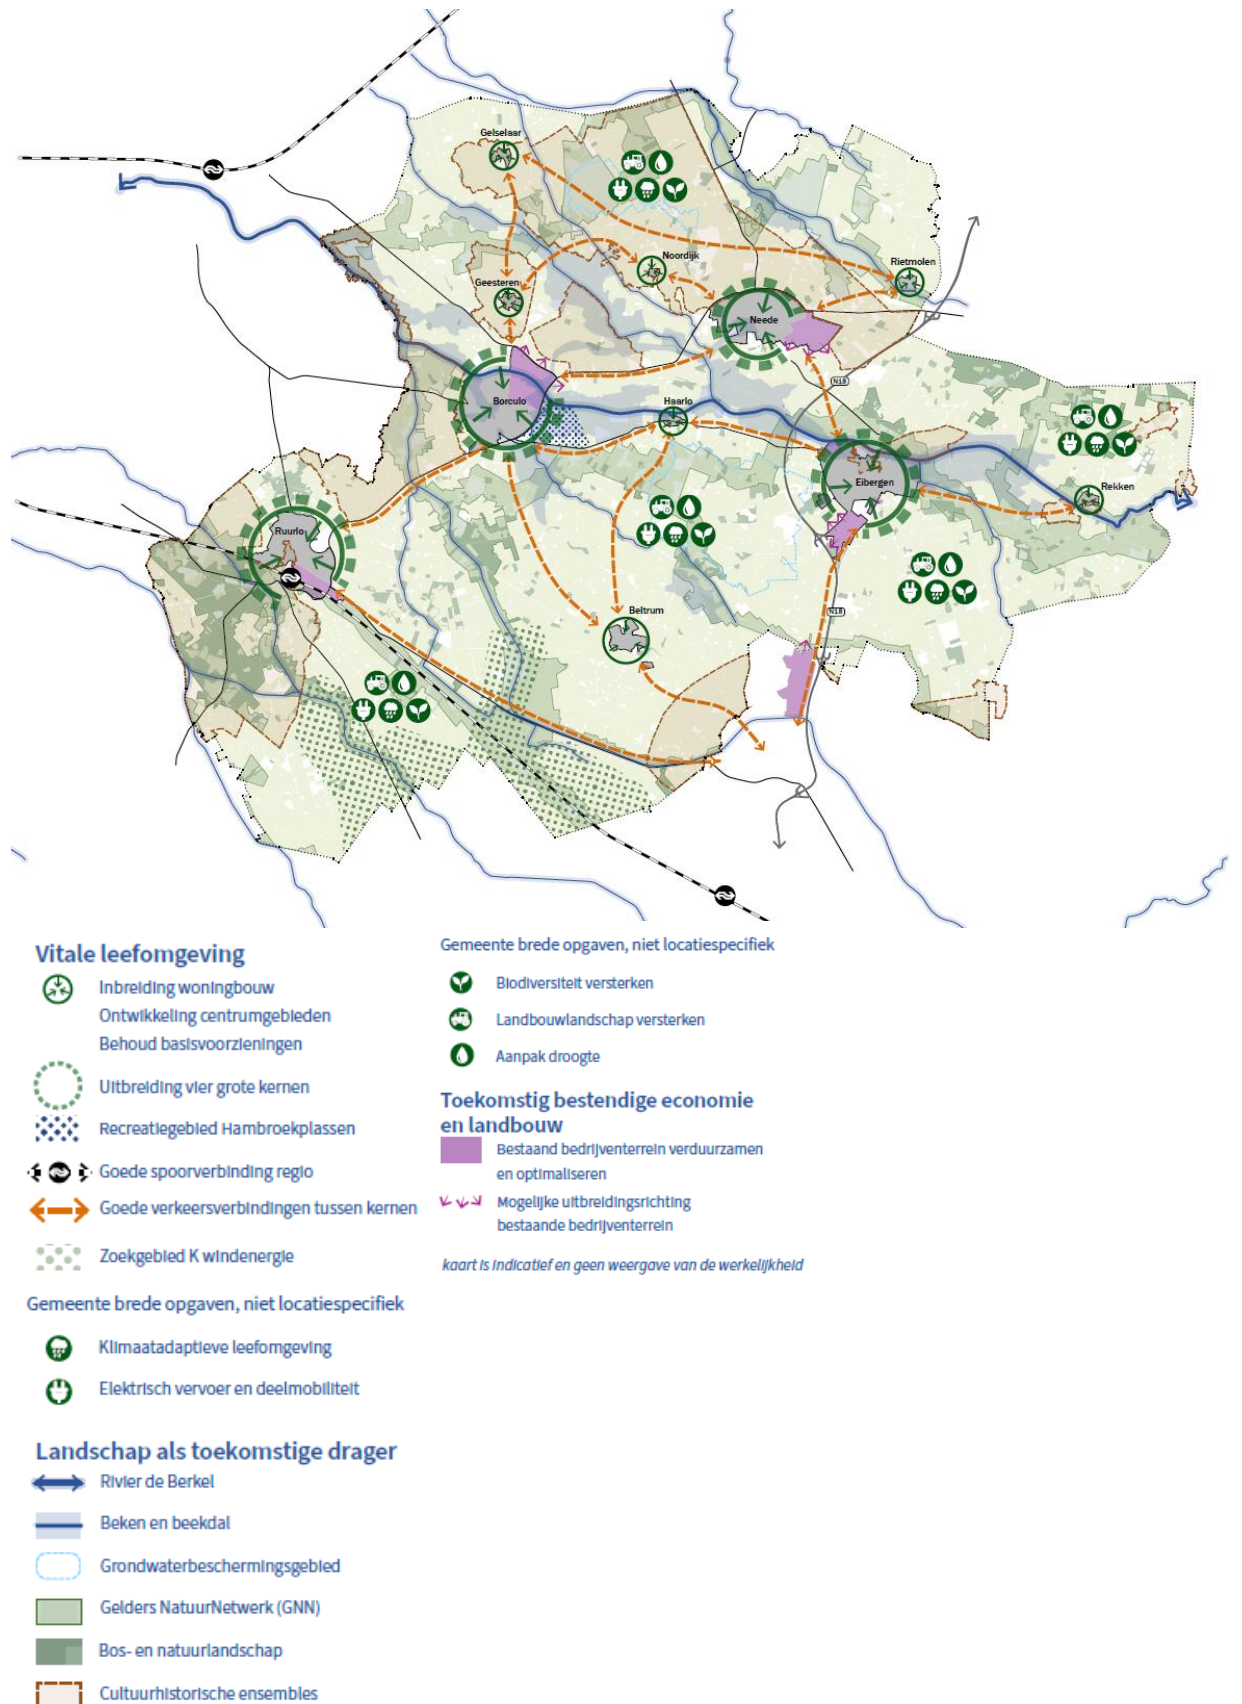 Gelselaar
Noordijk
Rietmolen
Geesteren
Neede
N18
Borculo
Haarlo
Eibergen
Rekken
Ruurlo
N18
Beltrum
Vitale leefomgeving
Inbreiding woningbouw
Ontwikkeling centrumgebieden
Behoud basisvoorzieningen
Uitbreiding vier grote kernen
Recreatiegebied Hambroekplassen
Goede spoorverbinding regio
Goede verkeersverbindingen tussen kernen
Zoekgebied K windenergie
Gemeente brede opgaven, niet locatiespecifiek
Klimaatadaptieve leefomgeving
Elektrisch vervoer en deelmobiliteit
Landschap als toekomstige drager
Rivier de Berkel
Beken en beekdal
Grondwaterbeschermingsgebied
Gelders NatuurNetwerk (GNN)
Bos- en natuurlandschap
Cultuurhistorische ensembles
Gemeente brede opgaven, niet locatiespecifiek
Biodiversiteit versterken
Landbouwlandschap versterken
Aanpak droogte
Toekomstig bestendige economie
en landbouw
Bestaand bedrijventerrein verduurzamen
en optimaliseren
Mogelijke uitbreidingsrichting
bestaande bedrijventerrein
kaart is indicatief en geen weergave van de werkelijkheid